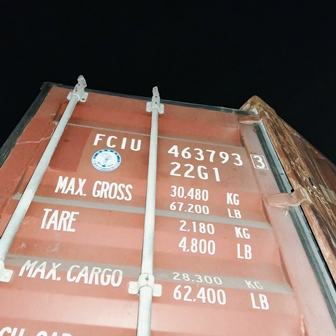 FCIU 463793 3
22G1
MAX. GROSS 30.480 KG
67.200 LB
TARE 2.180 KG
4.800 LB
MAX. CARGO 28.300 KG
62.400 LB